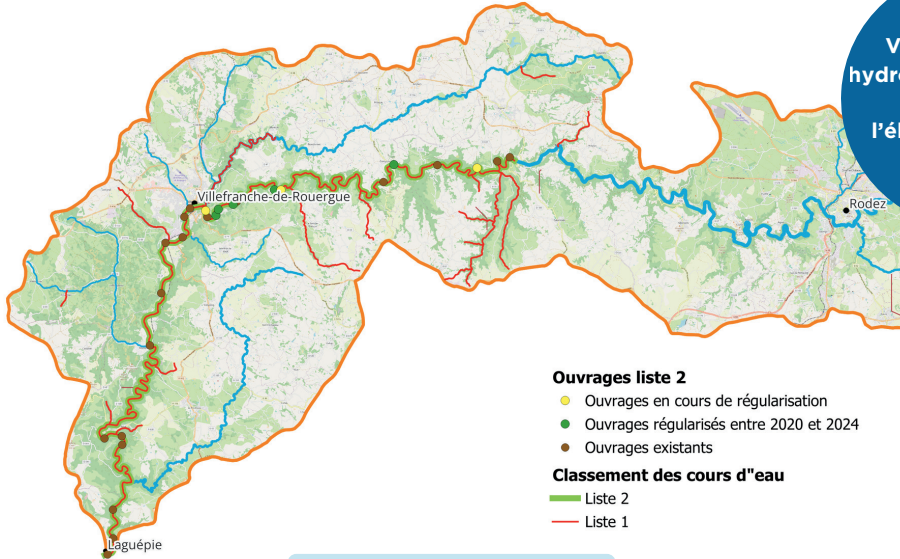 V
hydro
l'él
Villefranche-de-Rouergue
Rodez
Ouvrages liste 2
Ouvrages en cours de régularisation
Ouvrages régularisés entre 2020 et 2024
Ouvrages existants
Classement des cours d"eau
Liste 2
Liste 1
Laguépie